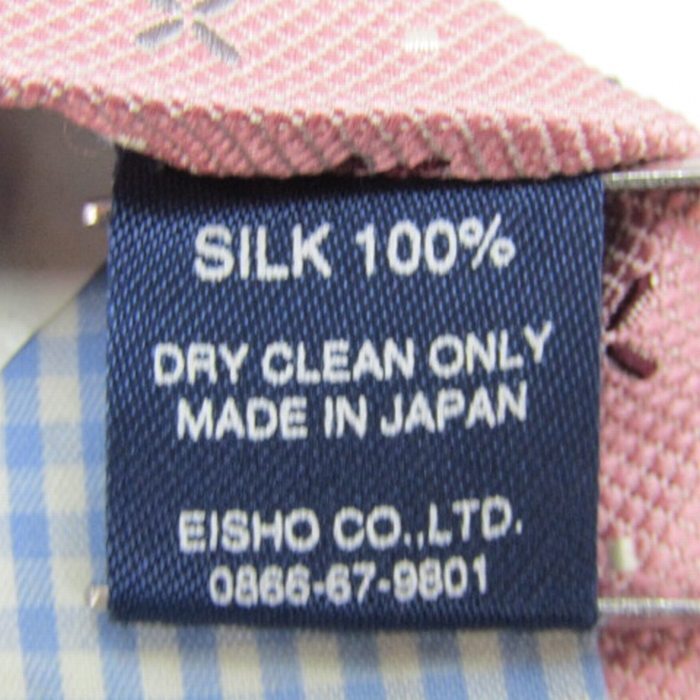 SILK 100%
DRY CLEAN ONLY
MADE IN JAPAN
EISHO CO.,LTD.
0866-67-9801